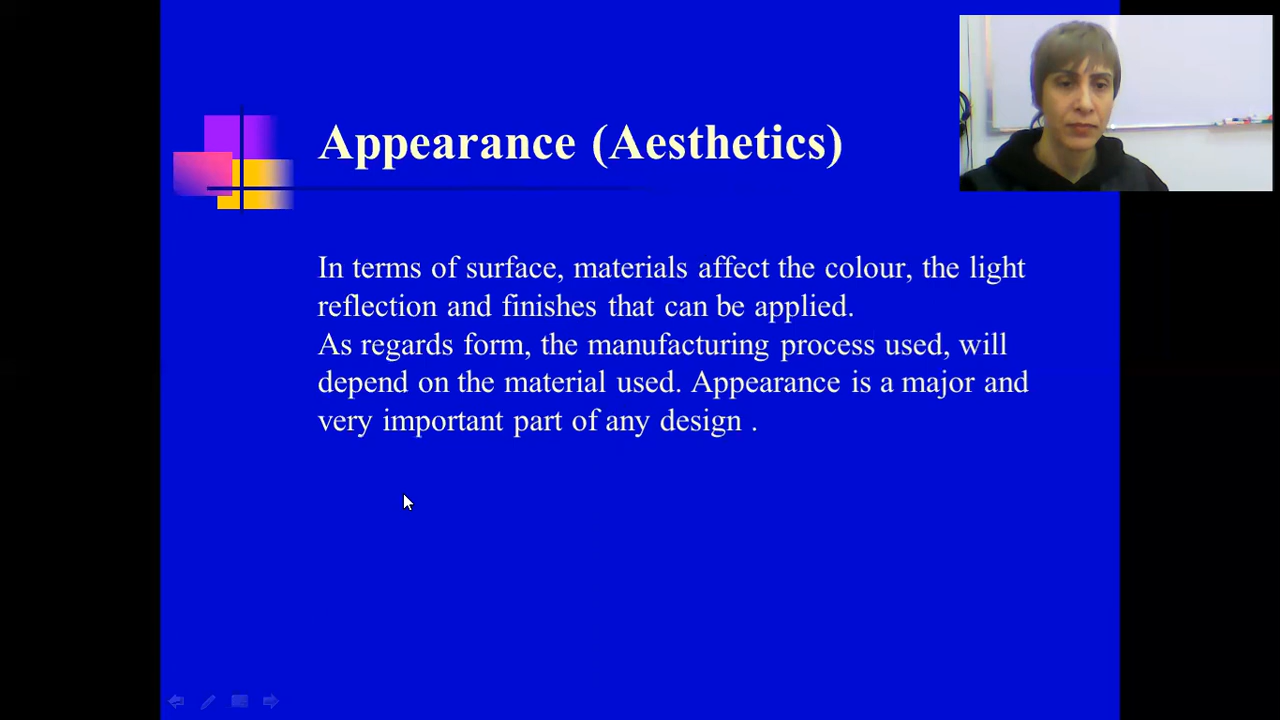 Appearance (Aesthetics)
In terms of surface, materials affect the colour, the light
reflection and finishes that can be applied.
As regards form, the manufacturing process used, will
depend on the material used. Appearance is a major and
very important part of any design .